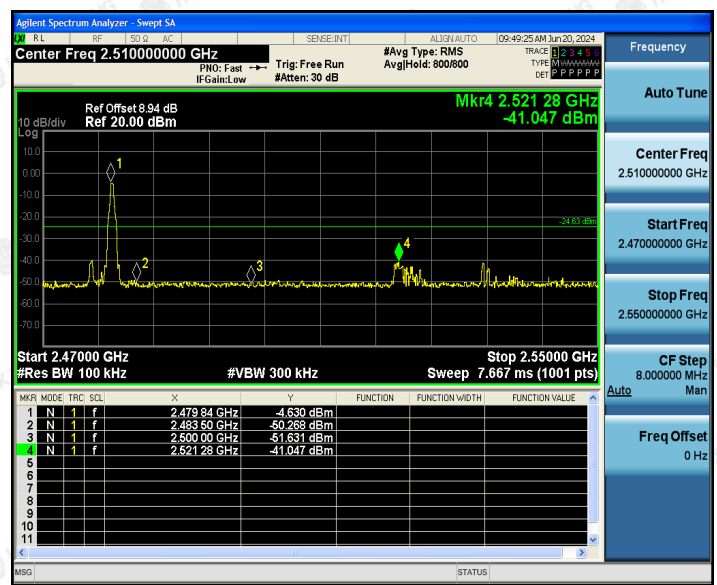 Agilent Spectrum Analyzer - Swept SA
LXI RL RF 50 Ω AC SENSE:INT ALIGN AUTO 09:49:25 AM Jun 20, 2024
Center Freq 2.510000000 GHz #Avg Type: RMS TRACE 1 2 3 4 5 6
PNO: Fast Trig: Free Run Avg|Hold: 800/800 TYPE M
IFGain:Low #Atten: 30 dB DET P P P P P P
Mkr4 2.521 28 GHz
-41.047 dBm
Ref Offset 8.94 dB
10 dB/div Ref 20.00 dBm
Log
10.0
0.00
-10.0
-20.0
-30.0
-40.0
-50.0
-60.0
-70.0
1
2
3
4
-24.63 dBm
Start 2.47000 GHz Stop 2.55000 GHz
#Res BW 100 kHz #VBW 300 kHz Sweep 7.667 ms (1001 pts)
MKR MODE TRC SCL X Y FUNCTION FUNCTION WIDTH FUNCTION VALUE
1 N 1 f 2.479 84 GHz -4.630 dBm
2 N 1 f 2.483 50 GHz -50.268 dBm
3 N 1 f 2.500 00 GHz -51.631 dBm
4 N 1 f 2.521 28 GHz -41.047 dBm
5
6
7
8
9
10
11
MSG STATUS
Frequency
Auto Tune
Center Freq
2.510000000 GHz
Start Freq
2.470000000 GHz
Stop Freq
2.550000000 GHz
CF Step
8.000000 MHz
Auto Man
Freq Offset
0 Hz